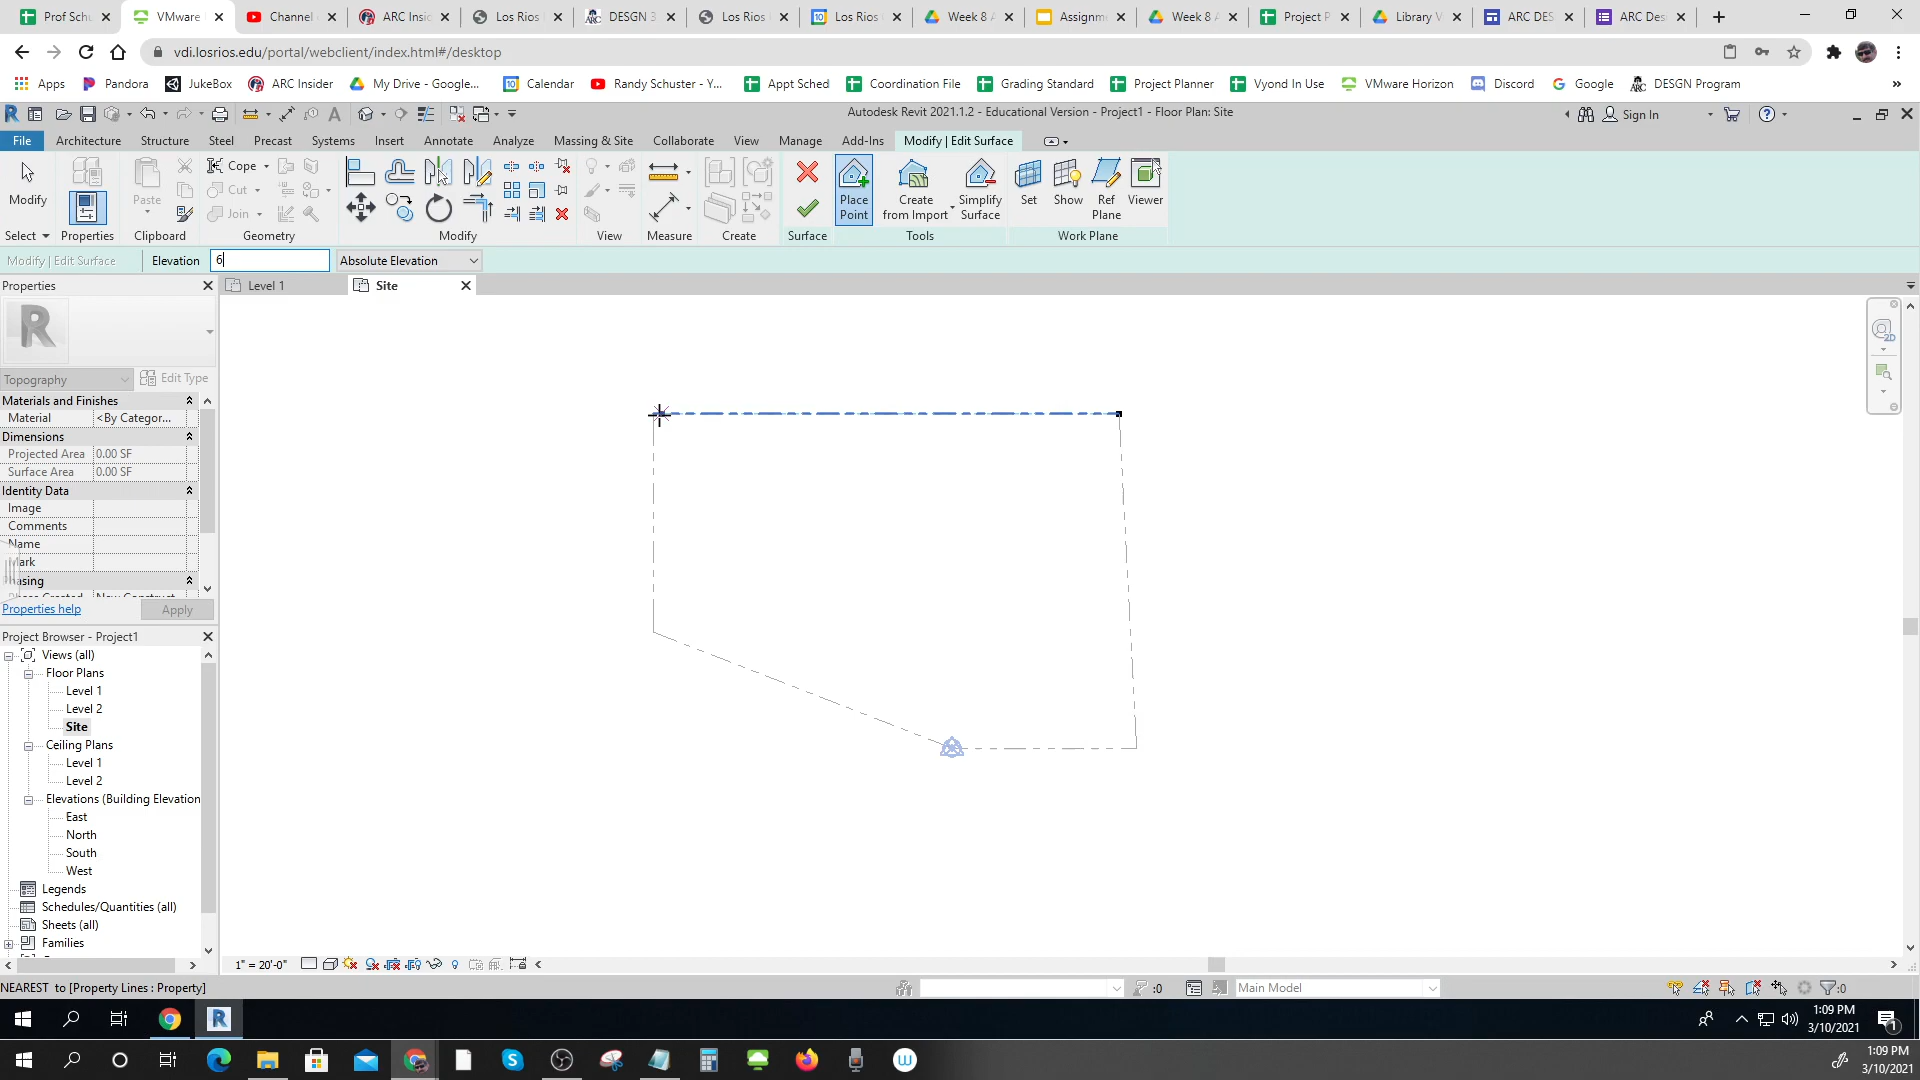 Prof Schu
VMware
Channel
ARC Insi
Los Rios
DESGN 3
Los Rios
Los Rios
Week 8 A
Assignm
Week 8 A
Project P
Library V
ARC DES
ARC Des
vdi.losrios.edu/portal/webclient/index.html#/desktop
Apps
Pandora
JukeBox
ARC Insider
My Drive - Google...
Calendar
Randy Schuster - Y...
Appt Sched
Coordination File
Grading Standard
Project Planner
Vyond In Use
VMware Horizon
Discord
Google
DESGN Program
»
Autodesk Revit 2021.1.2 - Educational Version - Project1 - Floor Plan: Site
Sign In
File
Architecture
Structure
Steel
Precast
Systems
Insert
Annotate
Analyze
Massing & Site
Collaborate
View
Manage
Add-Ins
Modify | Edit Surface
Modify
Paste
Cope
Cut
Join
Place Point
Create from Import
Simplify Surface
Set
Show
Ref Plane
Viewer
Select
Properties
Clipboard
Geometry
Modify
View
Measure
Create
Surface
Tools
Work Plane
Modify | Edit Surface
Elevation
6
Absolute Elevation
Properties
Level 1
Site
Topography
Edit Type
Materials and Finishes
Material
<By Categor...
Dimensions
Projected Area
0.00 SF
Surface Area
0.00 SF
Identity Data
Image
Comments
Name
Mark
Phasing
Properties help
Apply
Project Browser - Project1
Views (all)
Floor Plans
Level 1
Level 2
Site
Ceiling Plans
Level 1
Level 2
Elevations (Building Elevation
East
North
South
West
Legends
Schedules/Quantities (all)
Sheets (all)
Families
1" = 20'-0"
NEAREST to [Property Lines : Property]
:0
Main Model
:0
1:09 PM
3/10/2021
1
1:09 PM
3/10/2021